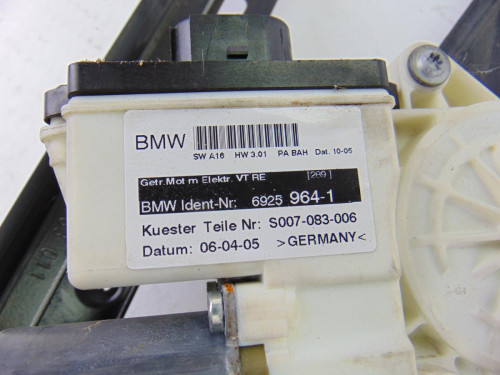 BMW
SW A16 HW 3.01 PA BAH Dat. 10-05
Getr.Mot m Elektr. VT RE [289]
BMW Ident-Nr: 6925 964-1
Kuester Teile Nr: S007-083-006
Datum: 06-04-05 >GERMANY<